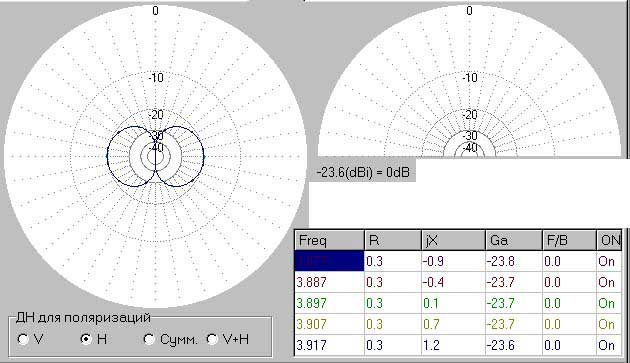 0
-10
-20
-30
-40
0
-10
-20
-30
-40
-23.6(dBi) = 0dB
Freq R jX Ga F/B ON
3.877 0.3 -0.9 -23.8 0.0 On
3.887 0.3 -0.4 -23.7 0.0 On
3.897 0.3 0.1 -23.7 0.0 On
3.907 0.3 0.7 -23.6 0.0 On
3.917 0.3 1.2 -23.6 0.0 On
ДН для поляризаций
V H Сумм. V+H